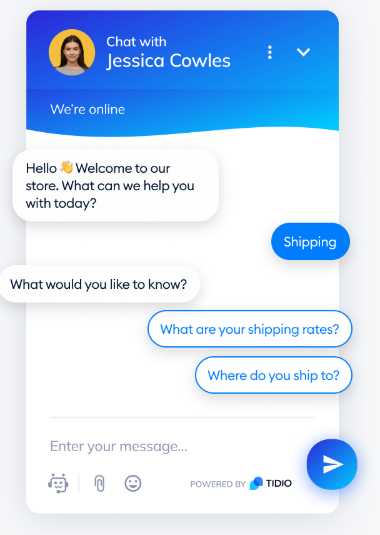 Chat with
Jessica Cowles
We're online
Hello 👋 Welcome to our
store. What can we help you
with today?
Shipping
What would you like to know?
What are your shipping rates?
Where do you ship to?
Enter your message...
POWERED BY TIDIO